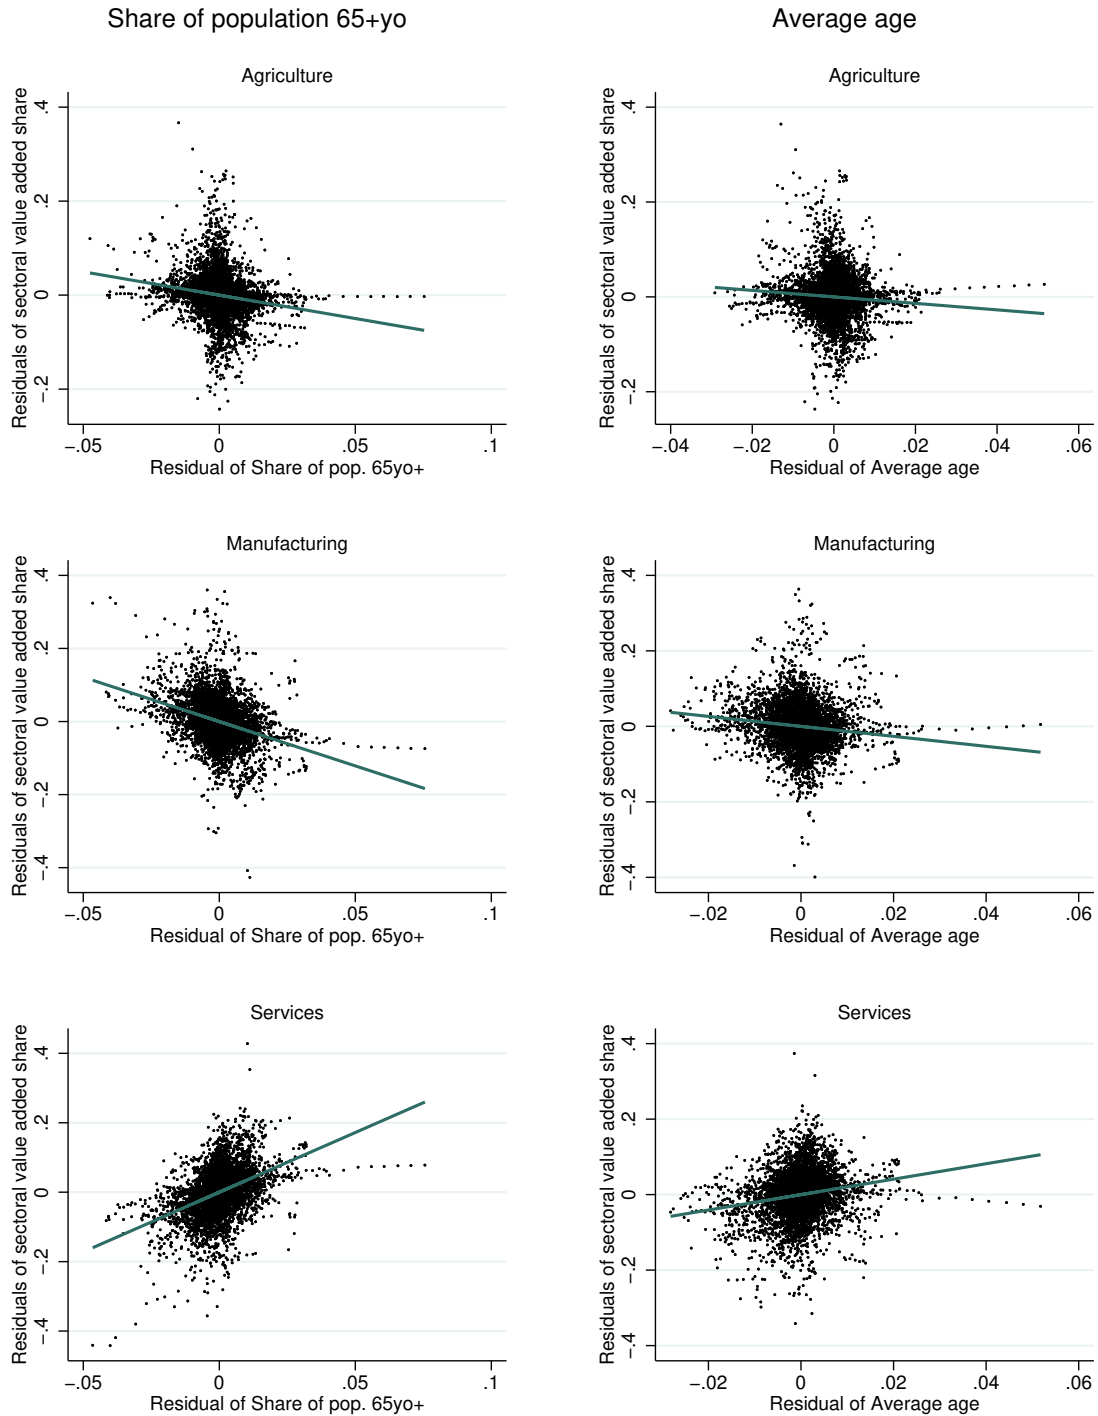 Share of population 65+yo
Average age
Agriculture
Residuals of sectoral value added share
.4
.2
0
−.2
−.05
0
.05
.1
Residual of Share of pop. 65yo+
Agriculture
Residuals of sectoral value added share
.4
.2
0
−.2
−.04
−.02
0
.02
.04
.06
Residual of Average age
Manufacturing
Residuals of sectoral value added share
.4
.2
0
−.2
−.4
−.05
0
.05
.1
Residual of Share of pop. 65yo+
Manufacturing
Residuals of sectoral value added share
.4
.2
0
−.2
−.4
−.02
0
.02
.04
.06
Residual of Average age
Services
Residuals of sectoral value added share
.4
.2
0
−.2
−.4
−.05
0
.05
.1
Residual of Share of pop. 65yo+
Services
Residuals of sectoral value added share
.4
.2
0
−.2
−.4
−.02
0
.02
.04
.06
Residual of Average age